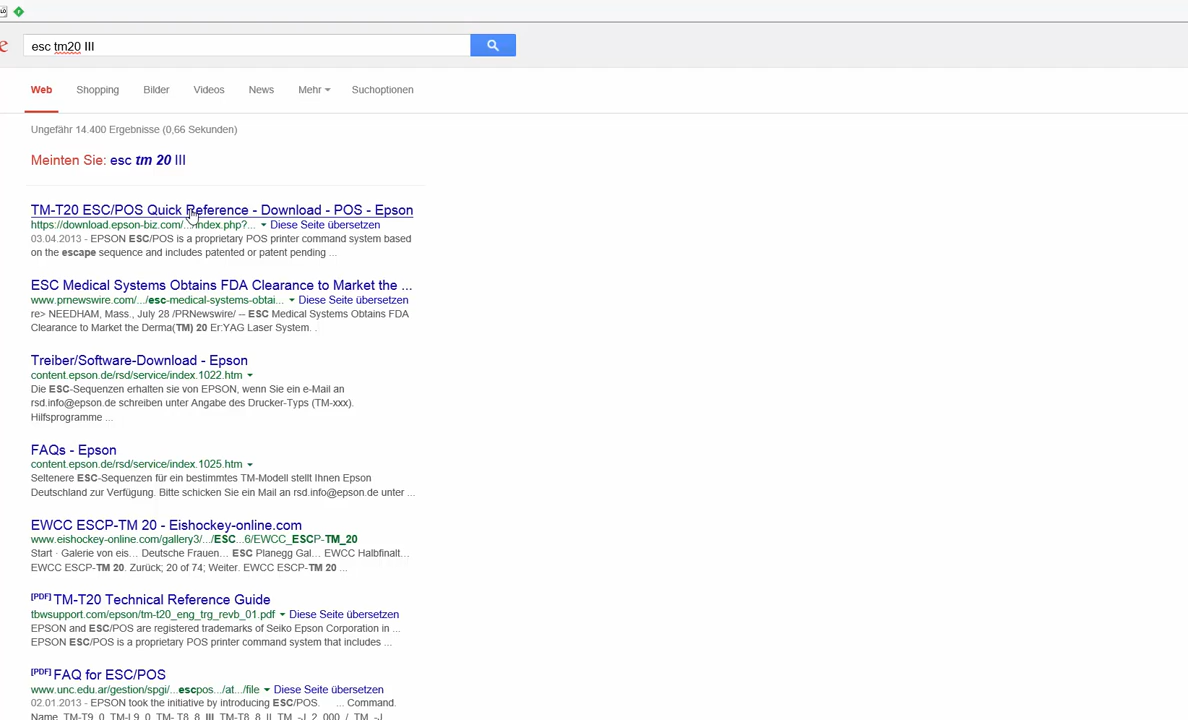 esc tm20 III
Web Shopping Bilder Videos News Mehr Suchoptionen
Ungefähr 14.400 Ergebnisse (0,66 Sekunden)
Meinten Sie: esc tm 20 III
TM-T20 ESC/POS Quick Reference - Download - POS - Epson
https://download.epson-biz.com/.../index.php?... Diese Seite übersetzen
03.04.2013 - EPSON ESC/POS is a proprietary POS printer command system based
on the escape sequence and includes patented or patent pending ...
ESC Medical Systems Obtains FDA Clearance to Market the ...
www.prnewswire.com/.../esc-medical-systems-obtai... Diese Seite übersetzen
re> NEEDHAM, Mass., July 28 /PRNewswire/ -- ESC Medical Systems Obtains FDA
Clearance to Market the Derma(TM) 20 Er:YAG Laser System. .
Treiber/Software-Download - Epson
content.epson.de/rsd/service/index.1022.htm
Die ESC-Sequenzen erhalten sie von EPSON, wenn Sie ein e-Mail an
rsd.info@epson.de schreiben unter Angabe des Drucker-Typs (TM-xxx).
Hilfsprogramme ...
FAQs - Epson
content.epson.de/rsd/service/index.1025.htm
Seltenere ESC-Sequenzen für ein bestimmtes TM-Modell stellt Ihnen Epson
Deutschland zur Verfügung. Bitte schicken Sie ein Mail an rsd.info@epson.de unter ...
EWCC ESCP-TM 20 - Eishockey-online.com
www.eishockey-online.com/gallery3/.../ESC...6/EWCC_ESCP-TM_20
Start · Galerie von eis... Deutsche Frauen... ESC Planegg Gal... EWCC Halbfinalt...
EWCC ESCP-TM 20. Zurück; 20 of 74; Weiter. EWCC ESCP-TM 20 ...
[PDF] TM-T20 Technical Reference Guide
tbwsupport.com/epson/tm-t20_eng_trg_revb_01.pdf Diese Seite übersetzen
EPSON and ESC/POS are registered trademarks of Seiko Epson Corporation in ...
EPSON ESC/POS is a proprietary POS printer command system that includes ...
[PDF] FAQ for ESC/POS
www.unc.edu.ar/gestion/spgi/...escpos.../at.../file Diese Seite übersetzen
02.01.2013 - EPSON took the initiative by introducing ESC/POS. ... Command.
Name, TM-T9_0, TM-L9_0, TM- T8_8_III, TM-T8_8_II, TM_-J_2_000_/_TM_-J